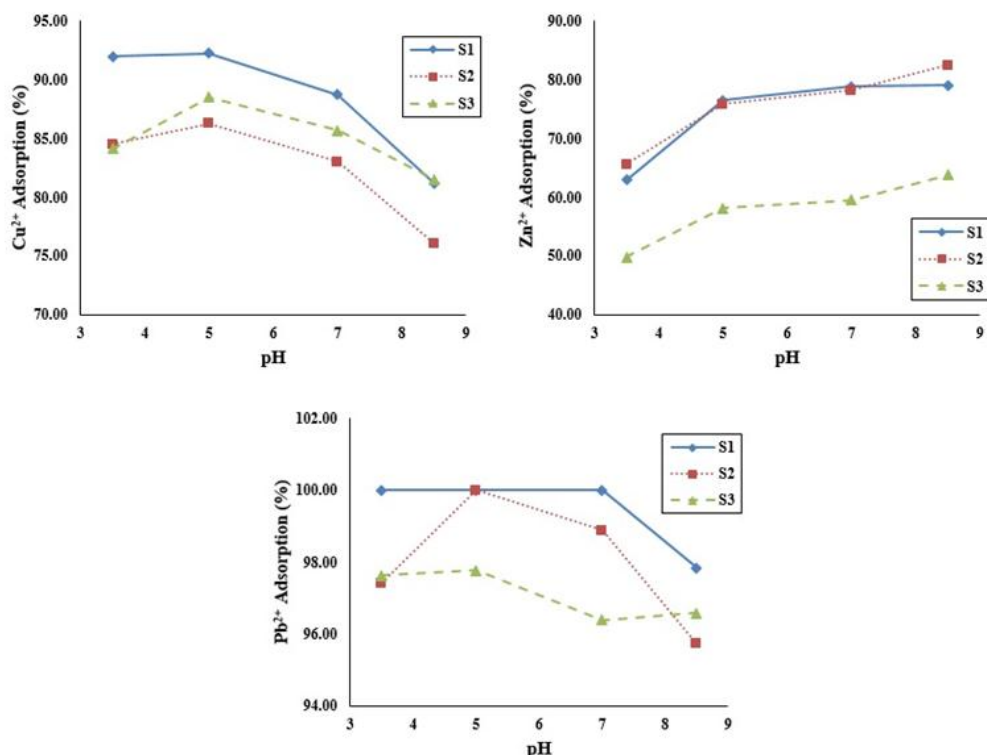 95.00
90.00
85.00
80.00
75.00
70.00
Cu²⁺ Adsorption (%)
3 4 5 6 7 8 9
pH
S1
S2
S3
90.00
80.00
70.00
60.00
50.00
40.00
Zn²⁺ Adsorption (%)
3 4 5 6 7 8 9
pH
S1
S2
S3
102.00
100.00
98.00
96.00
94.00
Pb²⁺ Adsorption (%)
3 4 5 6 7 8 9
pH
S1
S2
S3